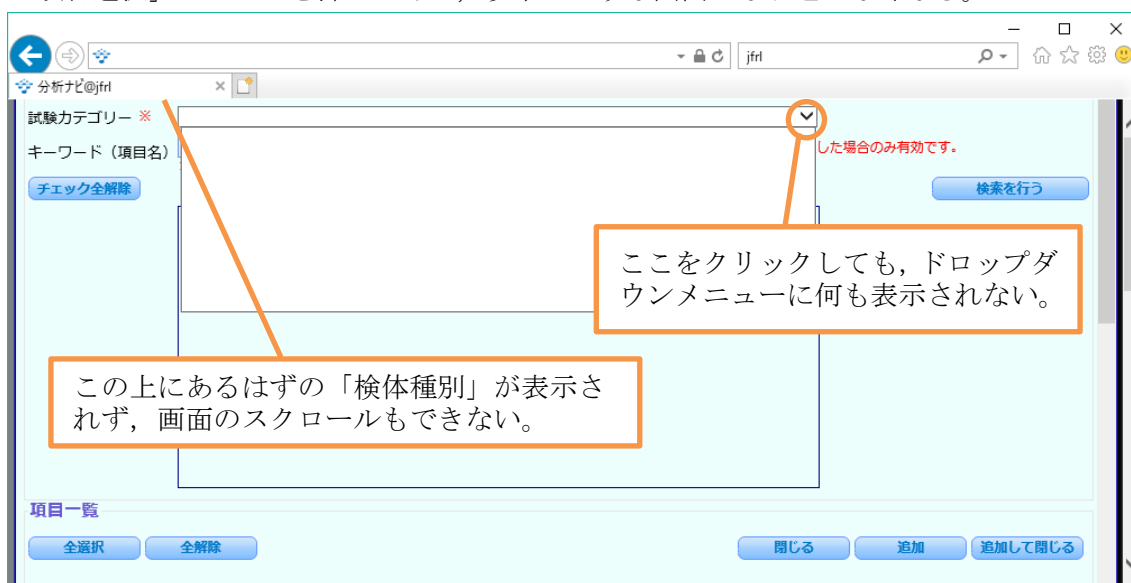 jfrl
分析ナビ@jfrl
試験カテゴリー ※
キーワード（項目名）
した場合のみ有効です。
チェック全解除
検索を行う
ここをクリックしても，ドロップダ
ウンメニューに何も表示されない。
この上にあるはずの「検体種別」が表示さ
れず，画面のスクロールもできない。
項目一覧
全選択
全解除
閉じる
追加
追加して閉じる